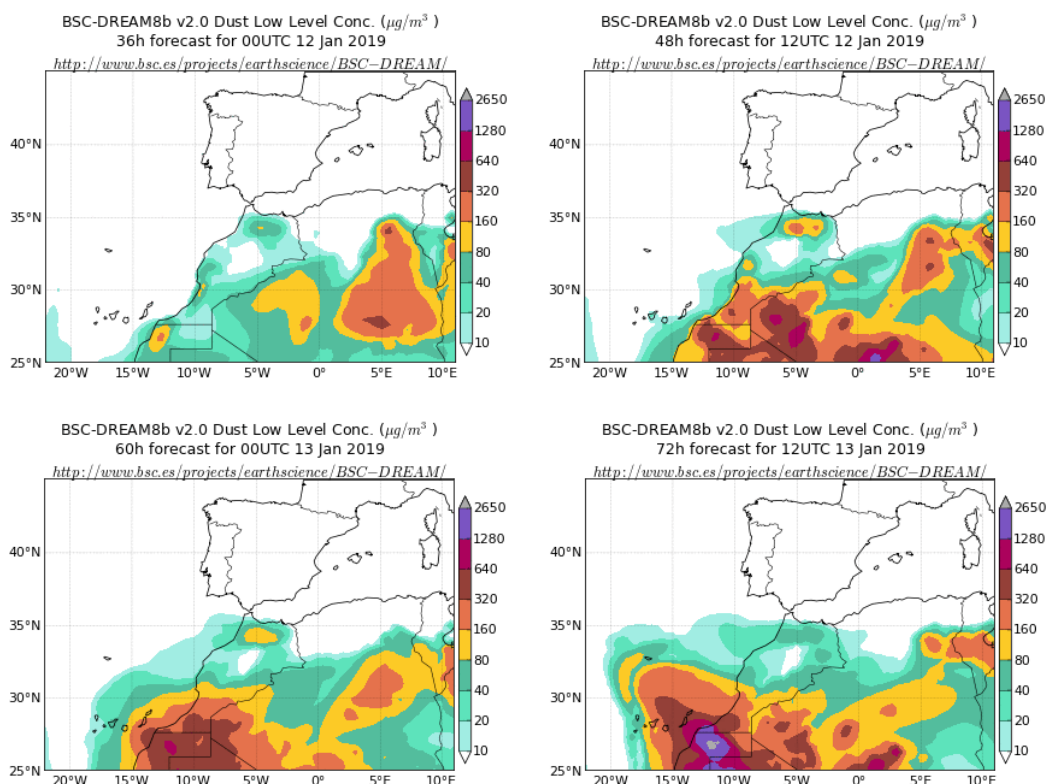 BSC-DREAM8b v2.0 Dust Low Level Conc. (μg/m³ )
36h forecast for 00UTC 12 Jan 2019
http://www.bsc.es/projects/earthscience/BSC−DREAM/
40°N
35°N
30°N
25°N
20°W 15°W 10°W 5°W 0° 5°E 10°E
2650
1280
640
320
160
80
40
20
10
BSC-DREAM8b v2.0 Dust Low Level Conc. (μg/m³ )
48h forecast for 12UTC 12 Jan 2019
http://www.bsc.es/projects/earthscience/BSC−DREAM/
40°N
35°N
30°N
25°N
20°W 15°W 10°W 5°W 0° 5°E 10°E
2650
1280
640
320
160
80
40
20
10
BSC-DREAM8b v2.0 Dust Low Level Conc. (μg/m³ )
60h forecast for 00UTC 13 Jan 2019
http://www.bsc.es/projects/earthscience/BSC−DREAM/
40°N
35°N
30°N
25°N
20°W 15°W 10°W 5°W 0° 5°E 10°E
2650
1280
640
320
160
80
40
20
10
BSC-DREAM8b v2.0 Dust Low Level Conc. (μg/m³ )
72h forecast for 12UTC 13 Jan 2019
http://www.bsc.es/projects/earthscience/BSC−DREAM/
40°N
35°N
30°N
25°N
20°W 15°W 10°W 5°W 0° 5°E 10°E
2650
1280
640
320
160
80
40
20
10